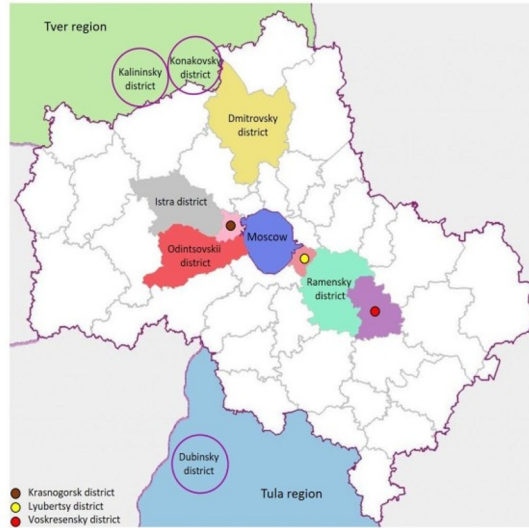 Tver region
Kalininsky
district
Konakovsky
district
Dmitrovsky
district
Istra district
Odintsovskii
district
Moscow
Ramensky
district
Dubinsky
district
Tula region
Krasnogorsk district
Lyubertsy district
Voskresensky district